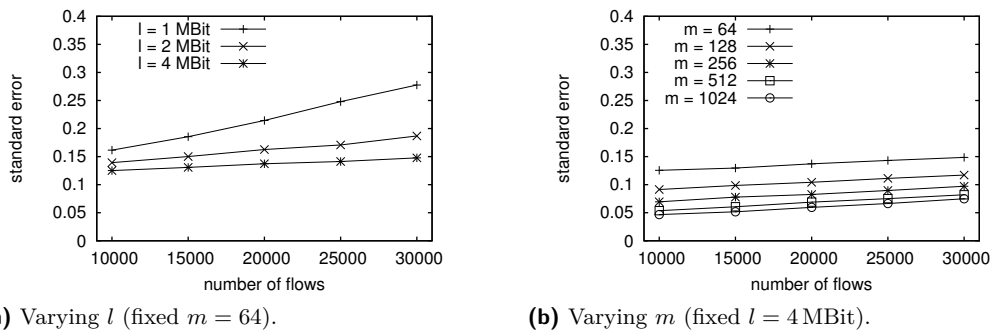 standard error
0.4
0.35
0.3
0.25
0.2
0.15
0.1
0.05
0
l = 1 MBit
l = 2 MBit
l = 4 MBit
10000 15000 20000 25000 30000
number of flows
) Varying l (fixed m = 64).
standard error
0.4
0.35
0.3
0.25
0.2
0.15
0.1
0.05
0
m = 64
m = 128
m = 256
m = 512
m = 1024
10000 15000 20000 25000 30000
number of flows
(b) Varying m (fixed l = 4 MBit).